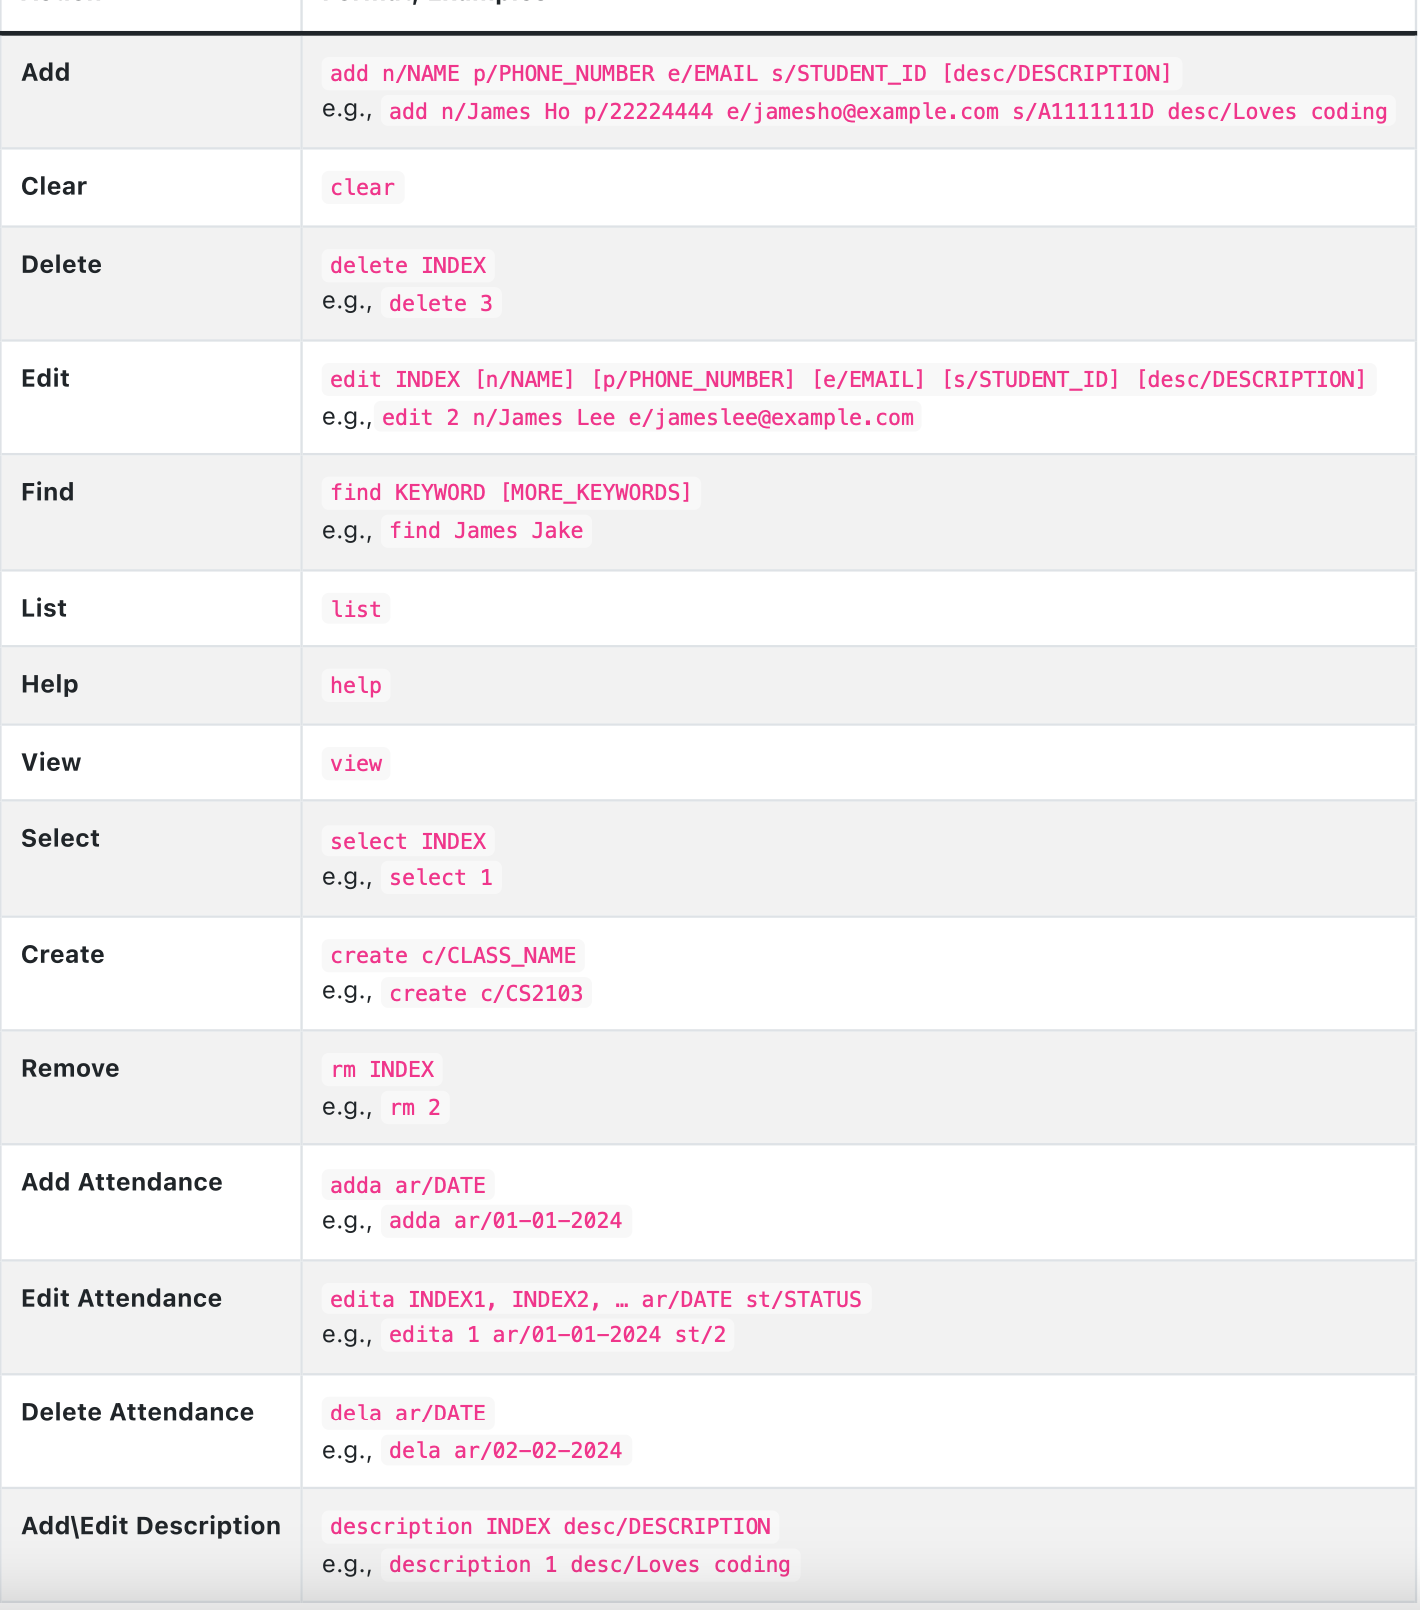 Add
add n/NAME p/PHONE_NUMBER e/EMAIL s/STUDENT_ID [desc/DESCRIPTION]
e.g., add n/James Ho p/22224444 e/jamesho@example.com s/A1111111D desc/Loves coding
Clear
clear
Delete
delete INDEX
e.g., delete 3
Edit
edit INDEX [n/NAME] [p/PHONE_NUMBER] [e/EMAIL] [s/STUDENT_ID] [desc/DESCRIPTION]
e.g., edit 2 n/James Lee e/jameslee@example.com
Find
find KEYWORD [MORE_KEYWORDS]
e.g., find James Jake
List
list
Help
help
View
view
Select
select INDEX
e.g., select 1
Create
create c/CLASS_NAME
e.g., create c/CS2103
Remove
rm INDEX
e.g., rm 2
Add Attendance
adda ar/DATE
e.g., adda ar/01-01-2024
Edit Attendance
edita INDEX1, INDEX2, … ar/DATE st/STATUS
e.g., edita 1 ar/01-01-2024 st/2
Delete Attendance
dela ar/DATE
e.g., dela ar/02-02-2024
Add\Edit Description
description INDEX desc/DESCRIPTION
e.g., description 1 desc/Loves coding